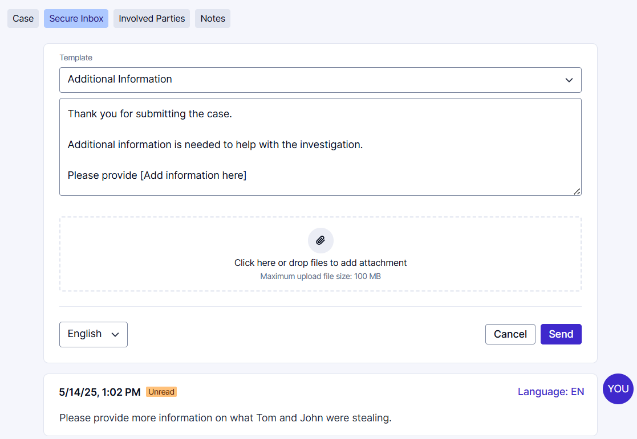 Case Secure Inbox Involved Parties Notes
Template
Additional Information
Thank you for submitting the case.
Additional information is needed to help with the investigation.
Please provide [Add information here]
Click here or drop files to add attachment
Maximum upload file size: 100 MB
English Cancel Send
5/14/25, 1:02 PM Unread Language: EN YOU
Please provide more information on what Tom and John were stealing.